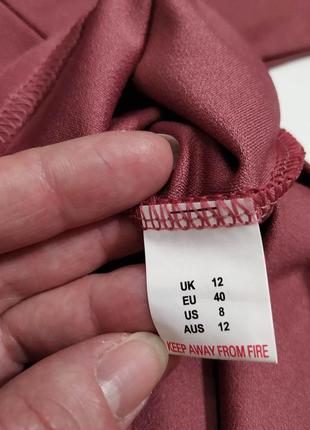 UK 12
EU 40
US 8
AUS 12
KEEP AWAY FROM FIRE